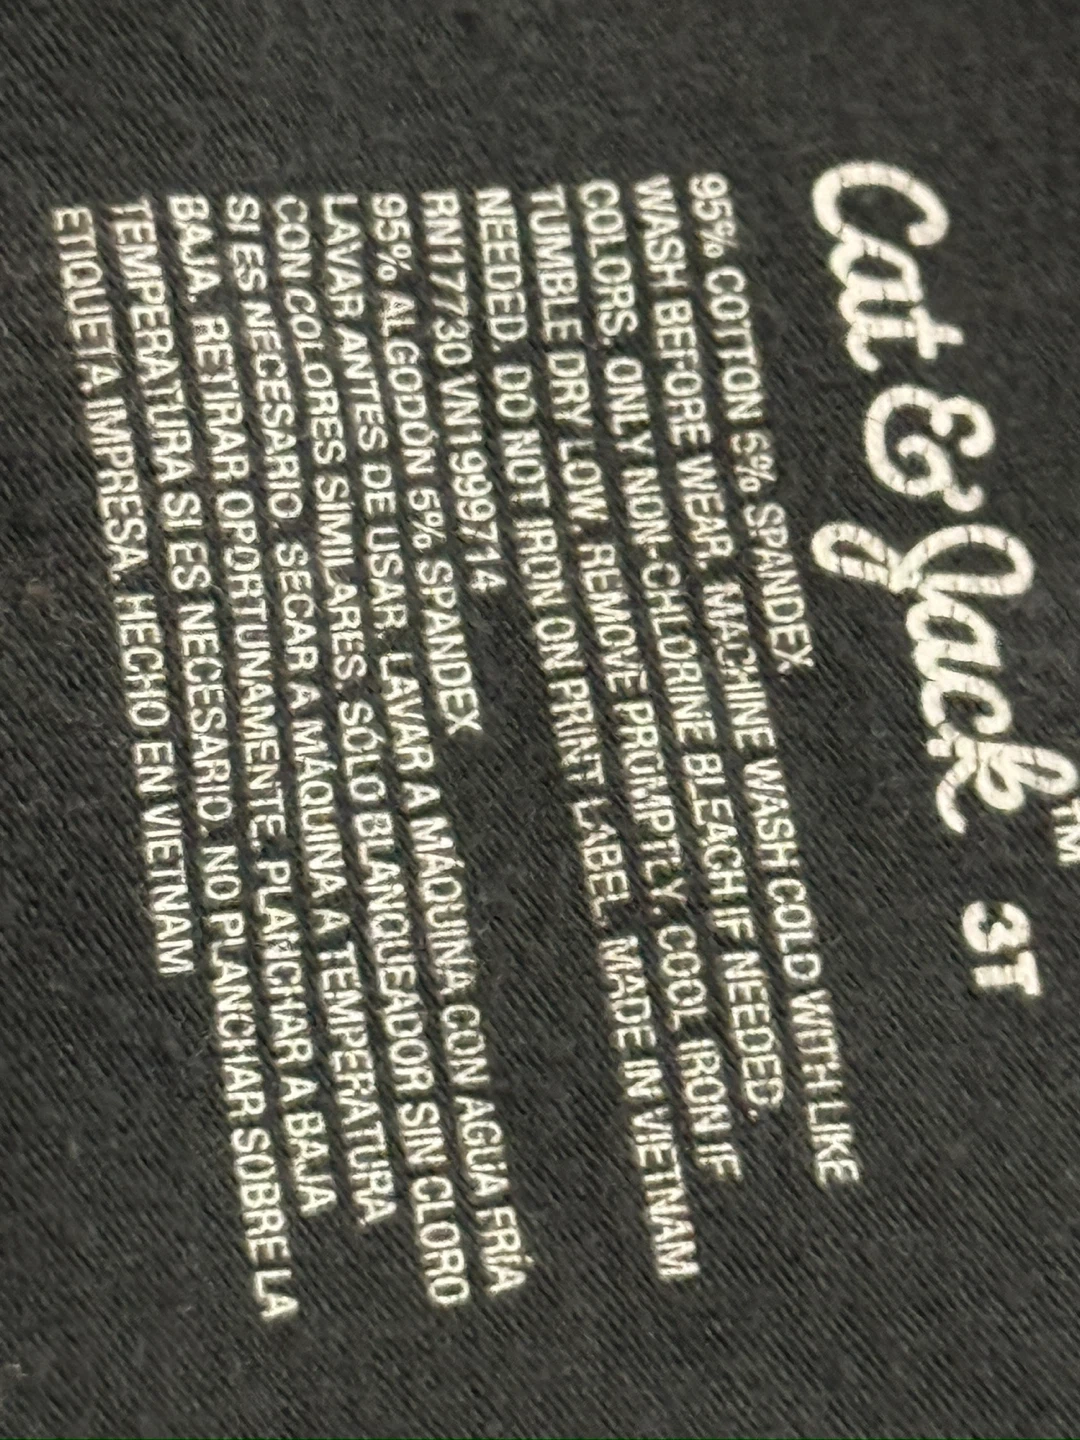 Cat & Jack™ 3T
95% COTTON 5% SPANDEX
WASH BEFORE WEAR. MACHINE WASH COLD WITH LIKE
COLORS. ONLY NON-CHLORINE BLEACH IF NEEDED.
TUMBLE DRY LOW. REMOVE PROMPTLY. COOL IRON IF
NEEDED. DO NOT IRON ON PRINT LABEL. MADE IN VIETNAM
RN17730 VN1999714
95% ALGODÓN 5% SPANDEX
LAVAR ANTES DE USAR. LAVAR A MÁQUINA CON AGUA FRÍA
CON COLORES SIMILARES. SÓLO BLANQUEADOR SIN CLORO
SI ES NECESARIO. SECAR A MÁQUINA A TEMPERATURA
BAJA. RETIRAR OPORTUNAMENTE. PLANCHAR A BAJA
TEMPERATURA SI ES NECESARIO. NO PLANCHAR SOBRE LA
ETIQUETA IMPRESA. HECHO EN VIETNAM